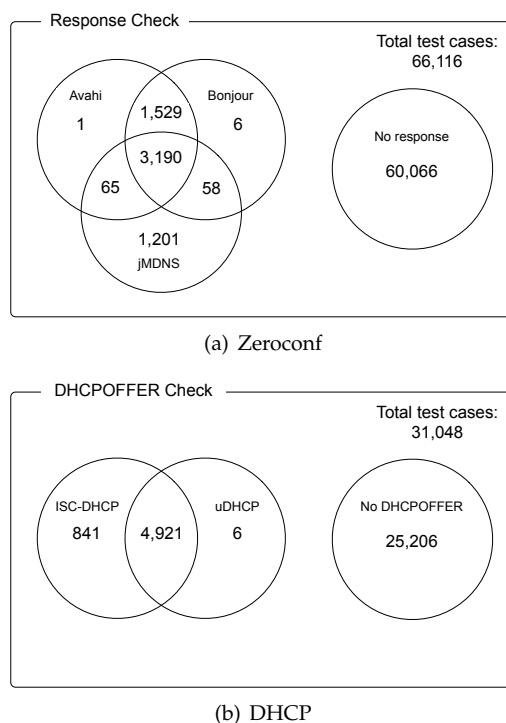 Response Check
Total test cases:
66,116
Avahi
1
1,529
Bonjour
6
3,190
65
58
1,201
jMDNS
No response
60,066
(a) Zeroconf
DHCPOFFER Check
Total test cases:
31,048
ISC-DHCP
841
4,921
uDHCP
6
No DHCPOFFER
25,206
(b) DHCP